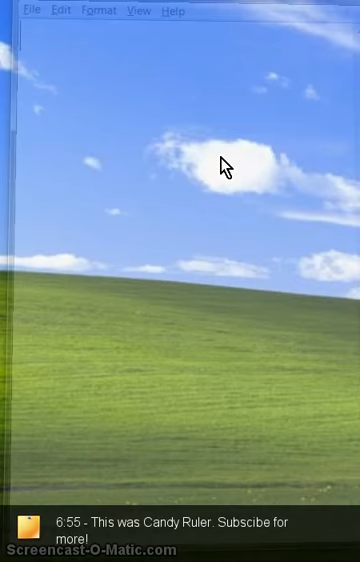 File Edit Format View Help
6:55 - This was Candy Ruler. Subscibe for
more!
Screencast-O-Matic.com